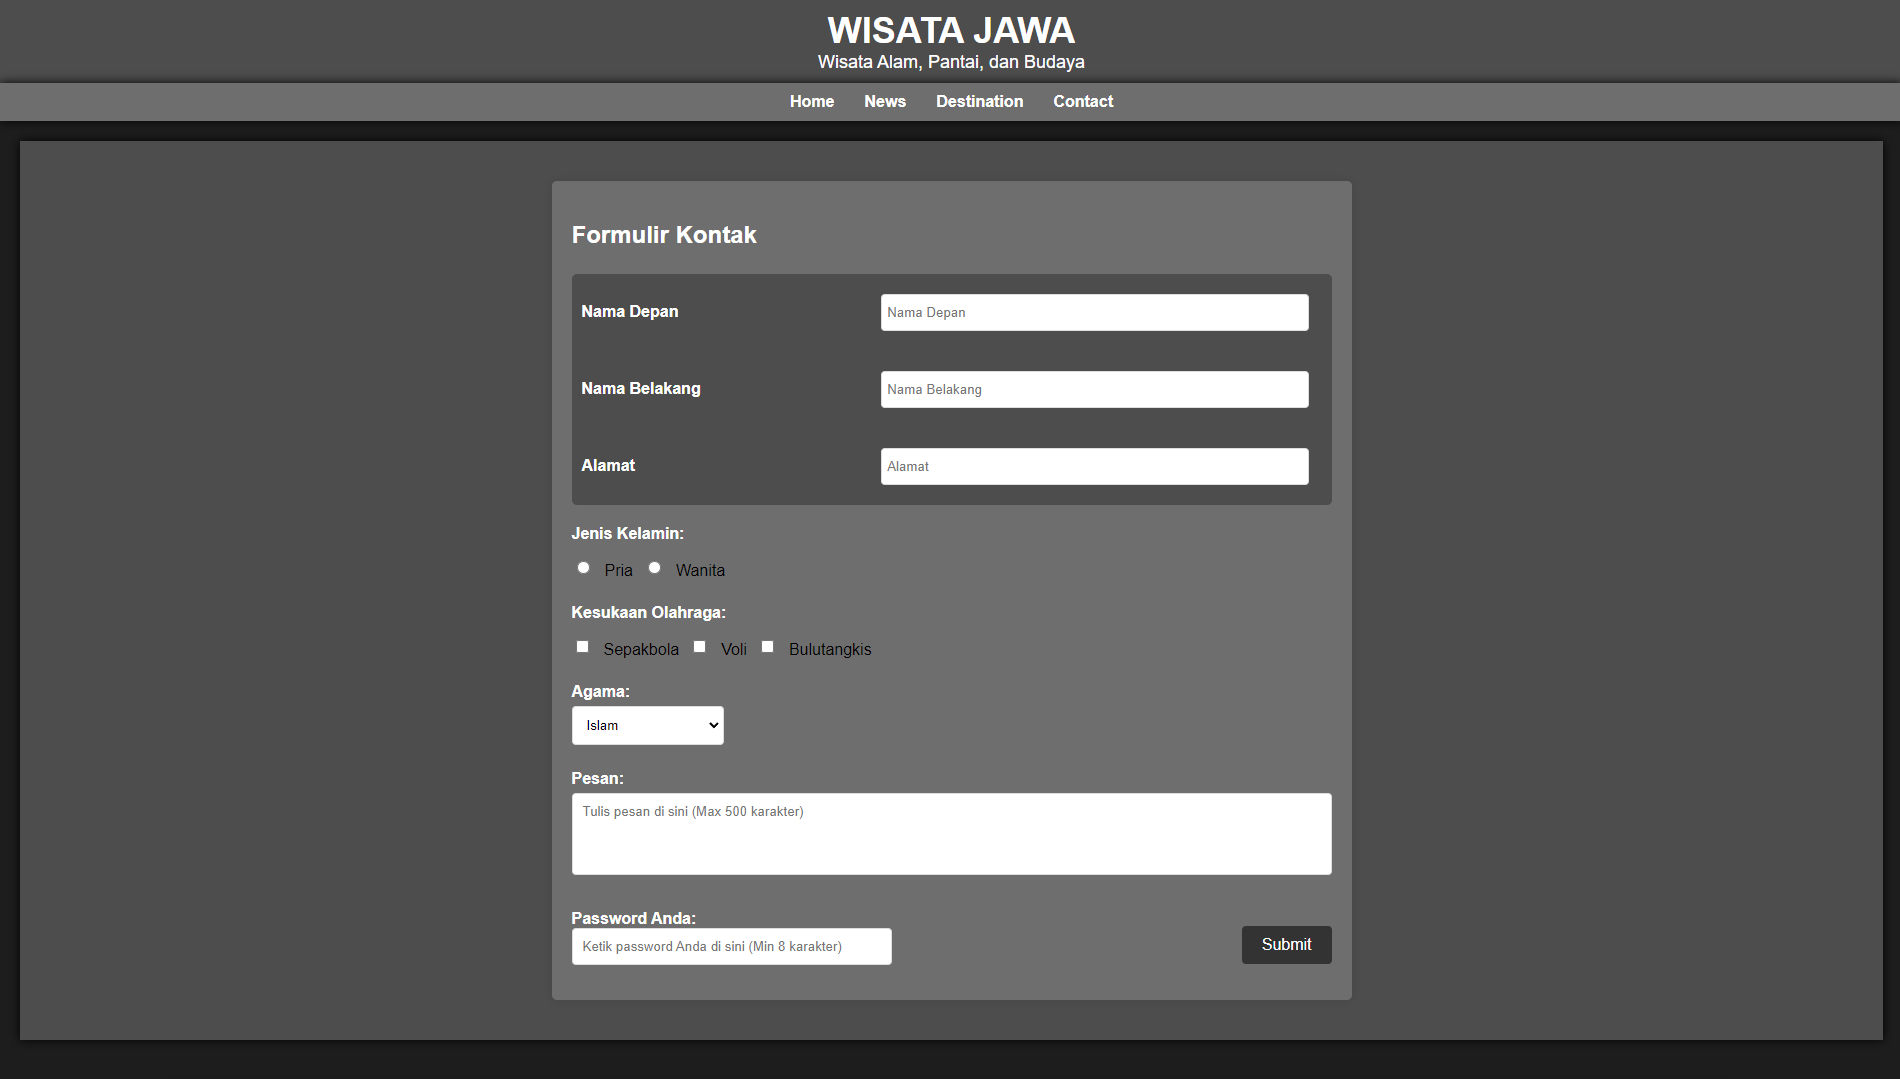 WISATA JAWA
Wisata Alam, Pantai, dan Budaya
Home News Destination Contact
Formulir Kontak
Nama Depan Nama Depan
Nama Belakang Nama Belakang
Alamat Alamat
Jenis Kelamin:
Pria Wanita
Kesukaan Olahraga:
Sepakbola Voli Bulutangkis
Agama:
Islam
Pesan:
Tulis pesan di sini (Max 500 karakter)
Password Anda:
Ketik password Anda di sini (Min 8 karakter) Submit